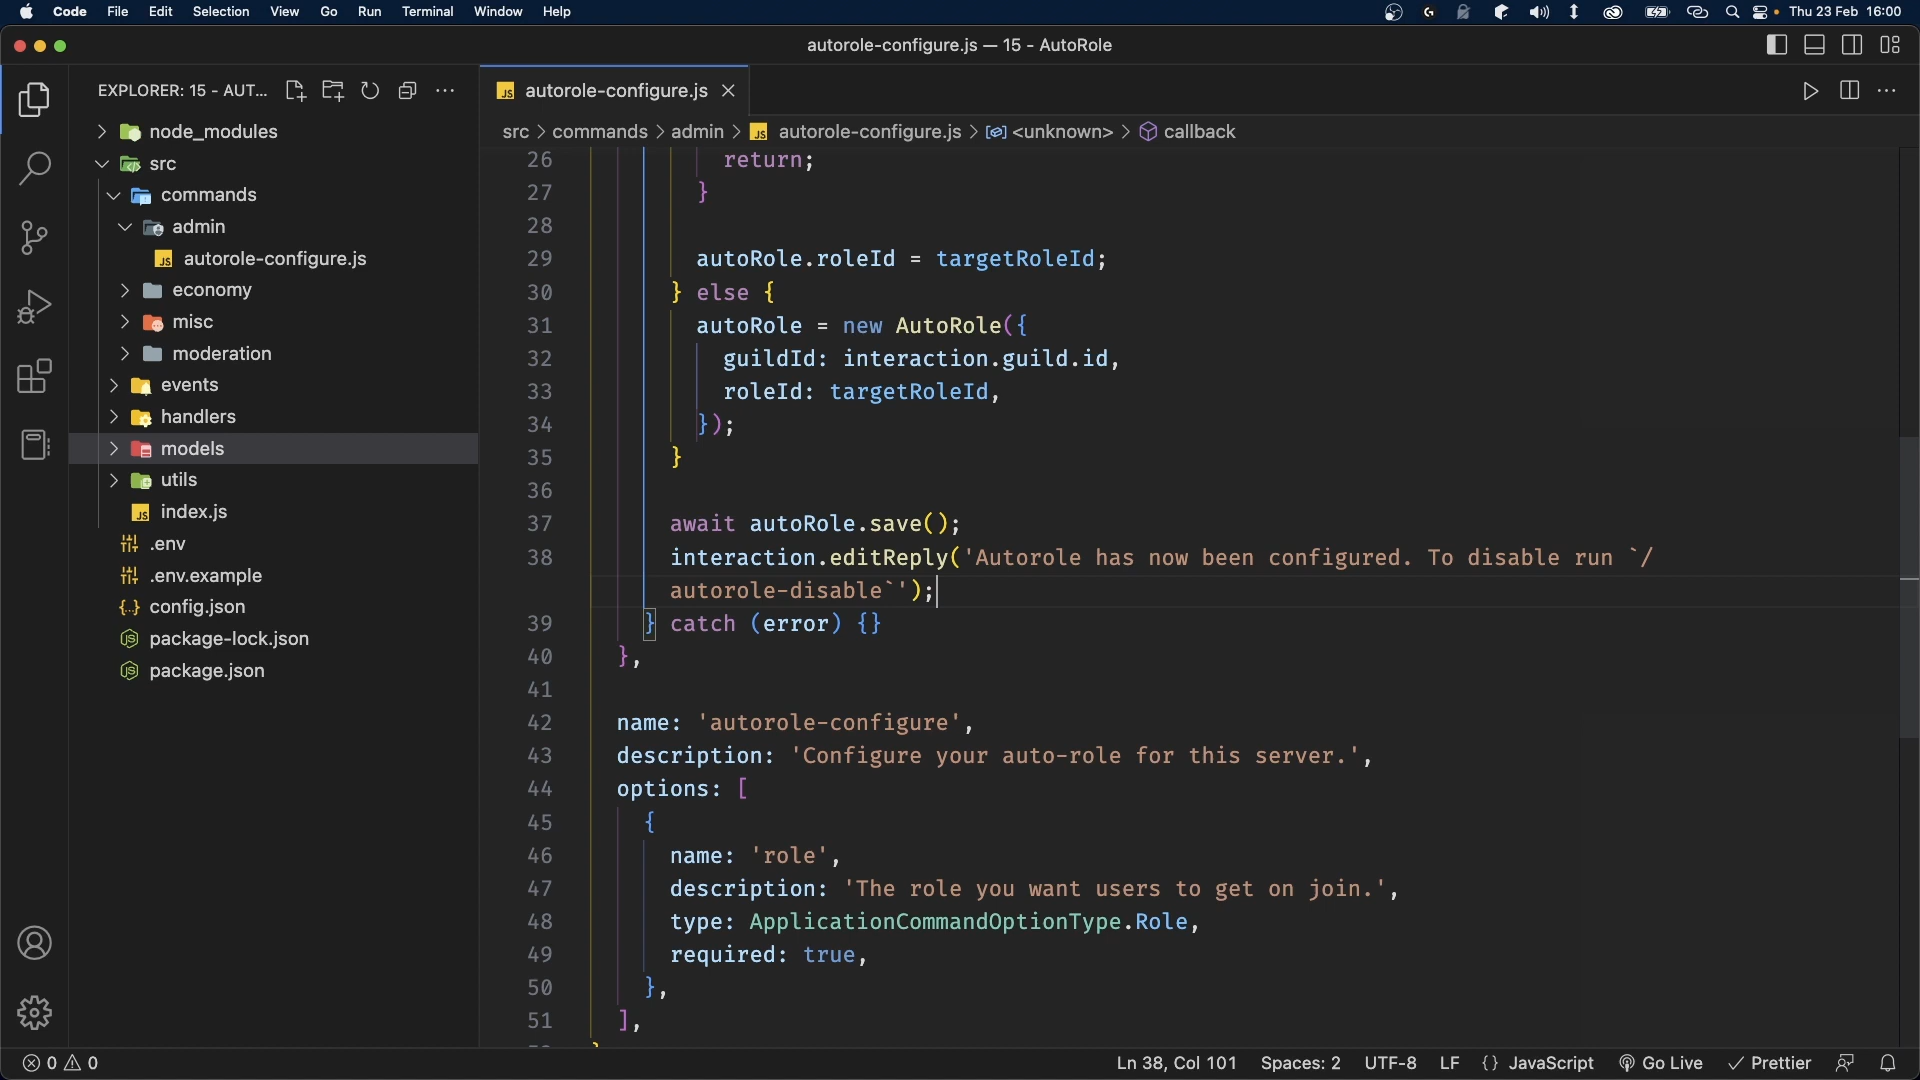 Code File Edit Selection View Go Run Terminal Window Help Thu 23 Feb 16:00
autorole-configure.js — 15 - AutoRole
EXPLORER: 15 - AUT...
node_modules
src
commands
admin
autorole-configure.js
economy
misc
moderation
events
handlers
models
utils
index.js
.env
.env.example
config.json
package-lock.json
package.json
autorole-configure.js
src > commands > admin > autorole-configure.js > <unknown> > callback
26 return;
27 }
28
29 autoRole.roleId = targetRoleId;
30 } else {
31 autoRole = new AutoRole({
32 guildId: interaction.guild.id,
33 roleId: targetRoleId,
34 });
35 }
36
37 await autoRole.save();
38 interaction.editReply('Autorole has now been configured. To disable run `/
autorole-disable`');
39 } catch (error) {}
40 },
41
42 name: 'autorole-configure',
43 description: 'Configure your auto-role for this server.',
44 options: [
45 {
46 name: 'role',
47 description: 'The role you want users to get on join.',
48 type: ApplicationCommandOptionType.Role,
49 required: true,
50 },
51 ],
0 0 Ln 38, Col 101 Spaces: 2 UTF-8 LF {} JavaScript Go Live Prettier